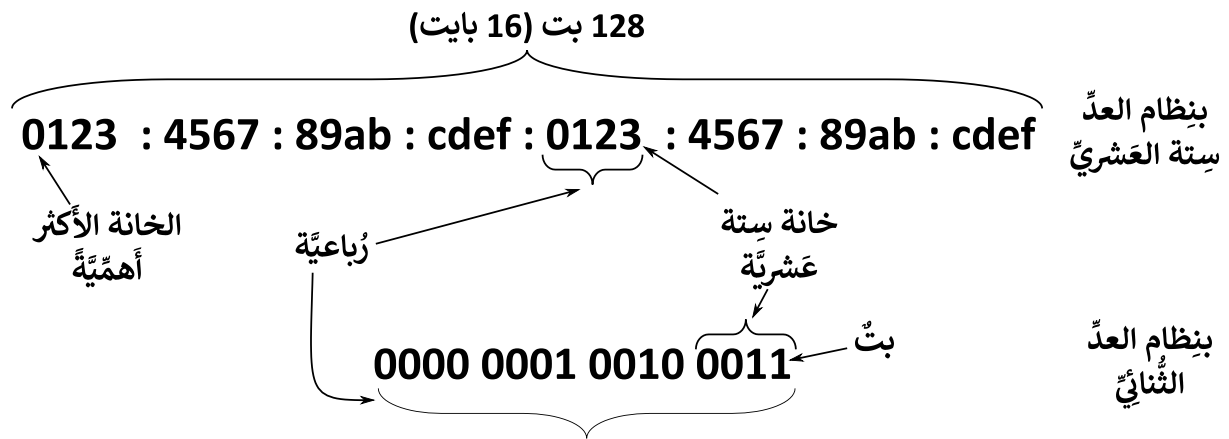 128 بت (16 بايت)
0123 : 4567 : 89ab : cdef : 0123 : 4567 : 89ab : cdef
بنِظام العدِّ
سِتة العَشريِّ
الخانة الأَكثر
أَهمِّيَّةً
رُباعيَّة
خانة سِتة
عَشريَّة
0000 0001 0010 0011
بتٌ
بنِظام العدِّ
الثُّنائِيِّ